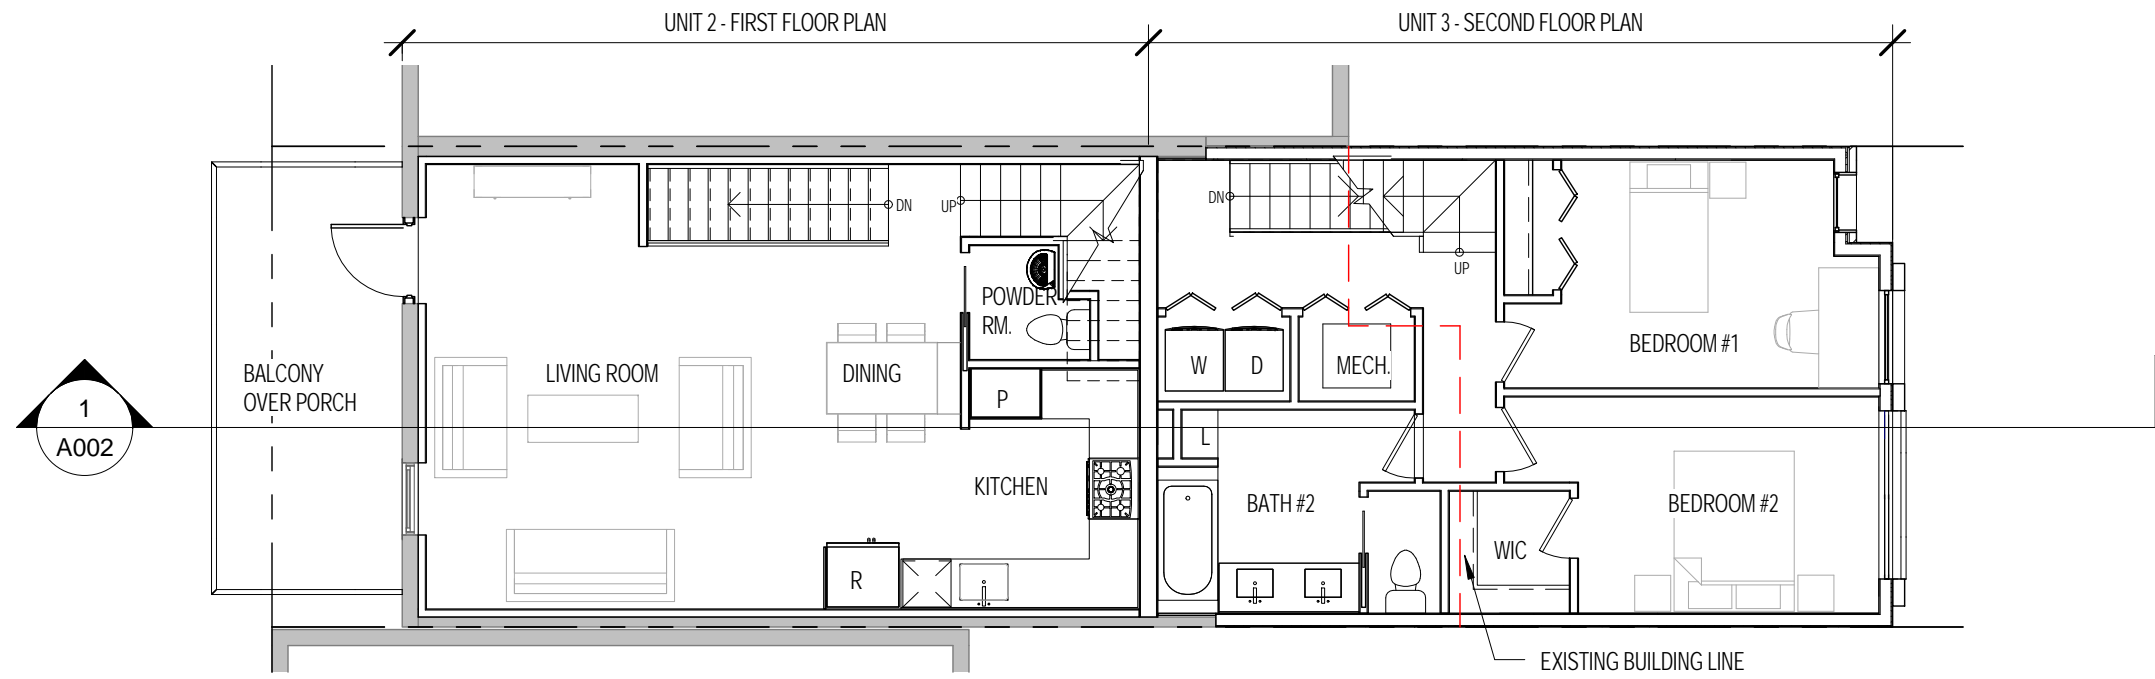 UNIT 2 - FIRST FLOOR PLAN
UNIT 3 - SECOND FLOOR PLAN
DN
UP
DN
UP
POWDER
RM.
BEDROOM #1
BALCONY
OVER PORCH
LIVING ROOM
DINING
W
D
MECH.
P
1
A002
L
KITCHEN
BATH #2
BEDROOM #2
WIC
R
EXISTING BUILDING LINE